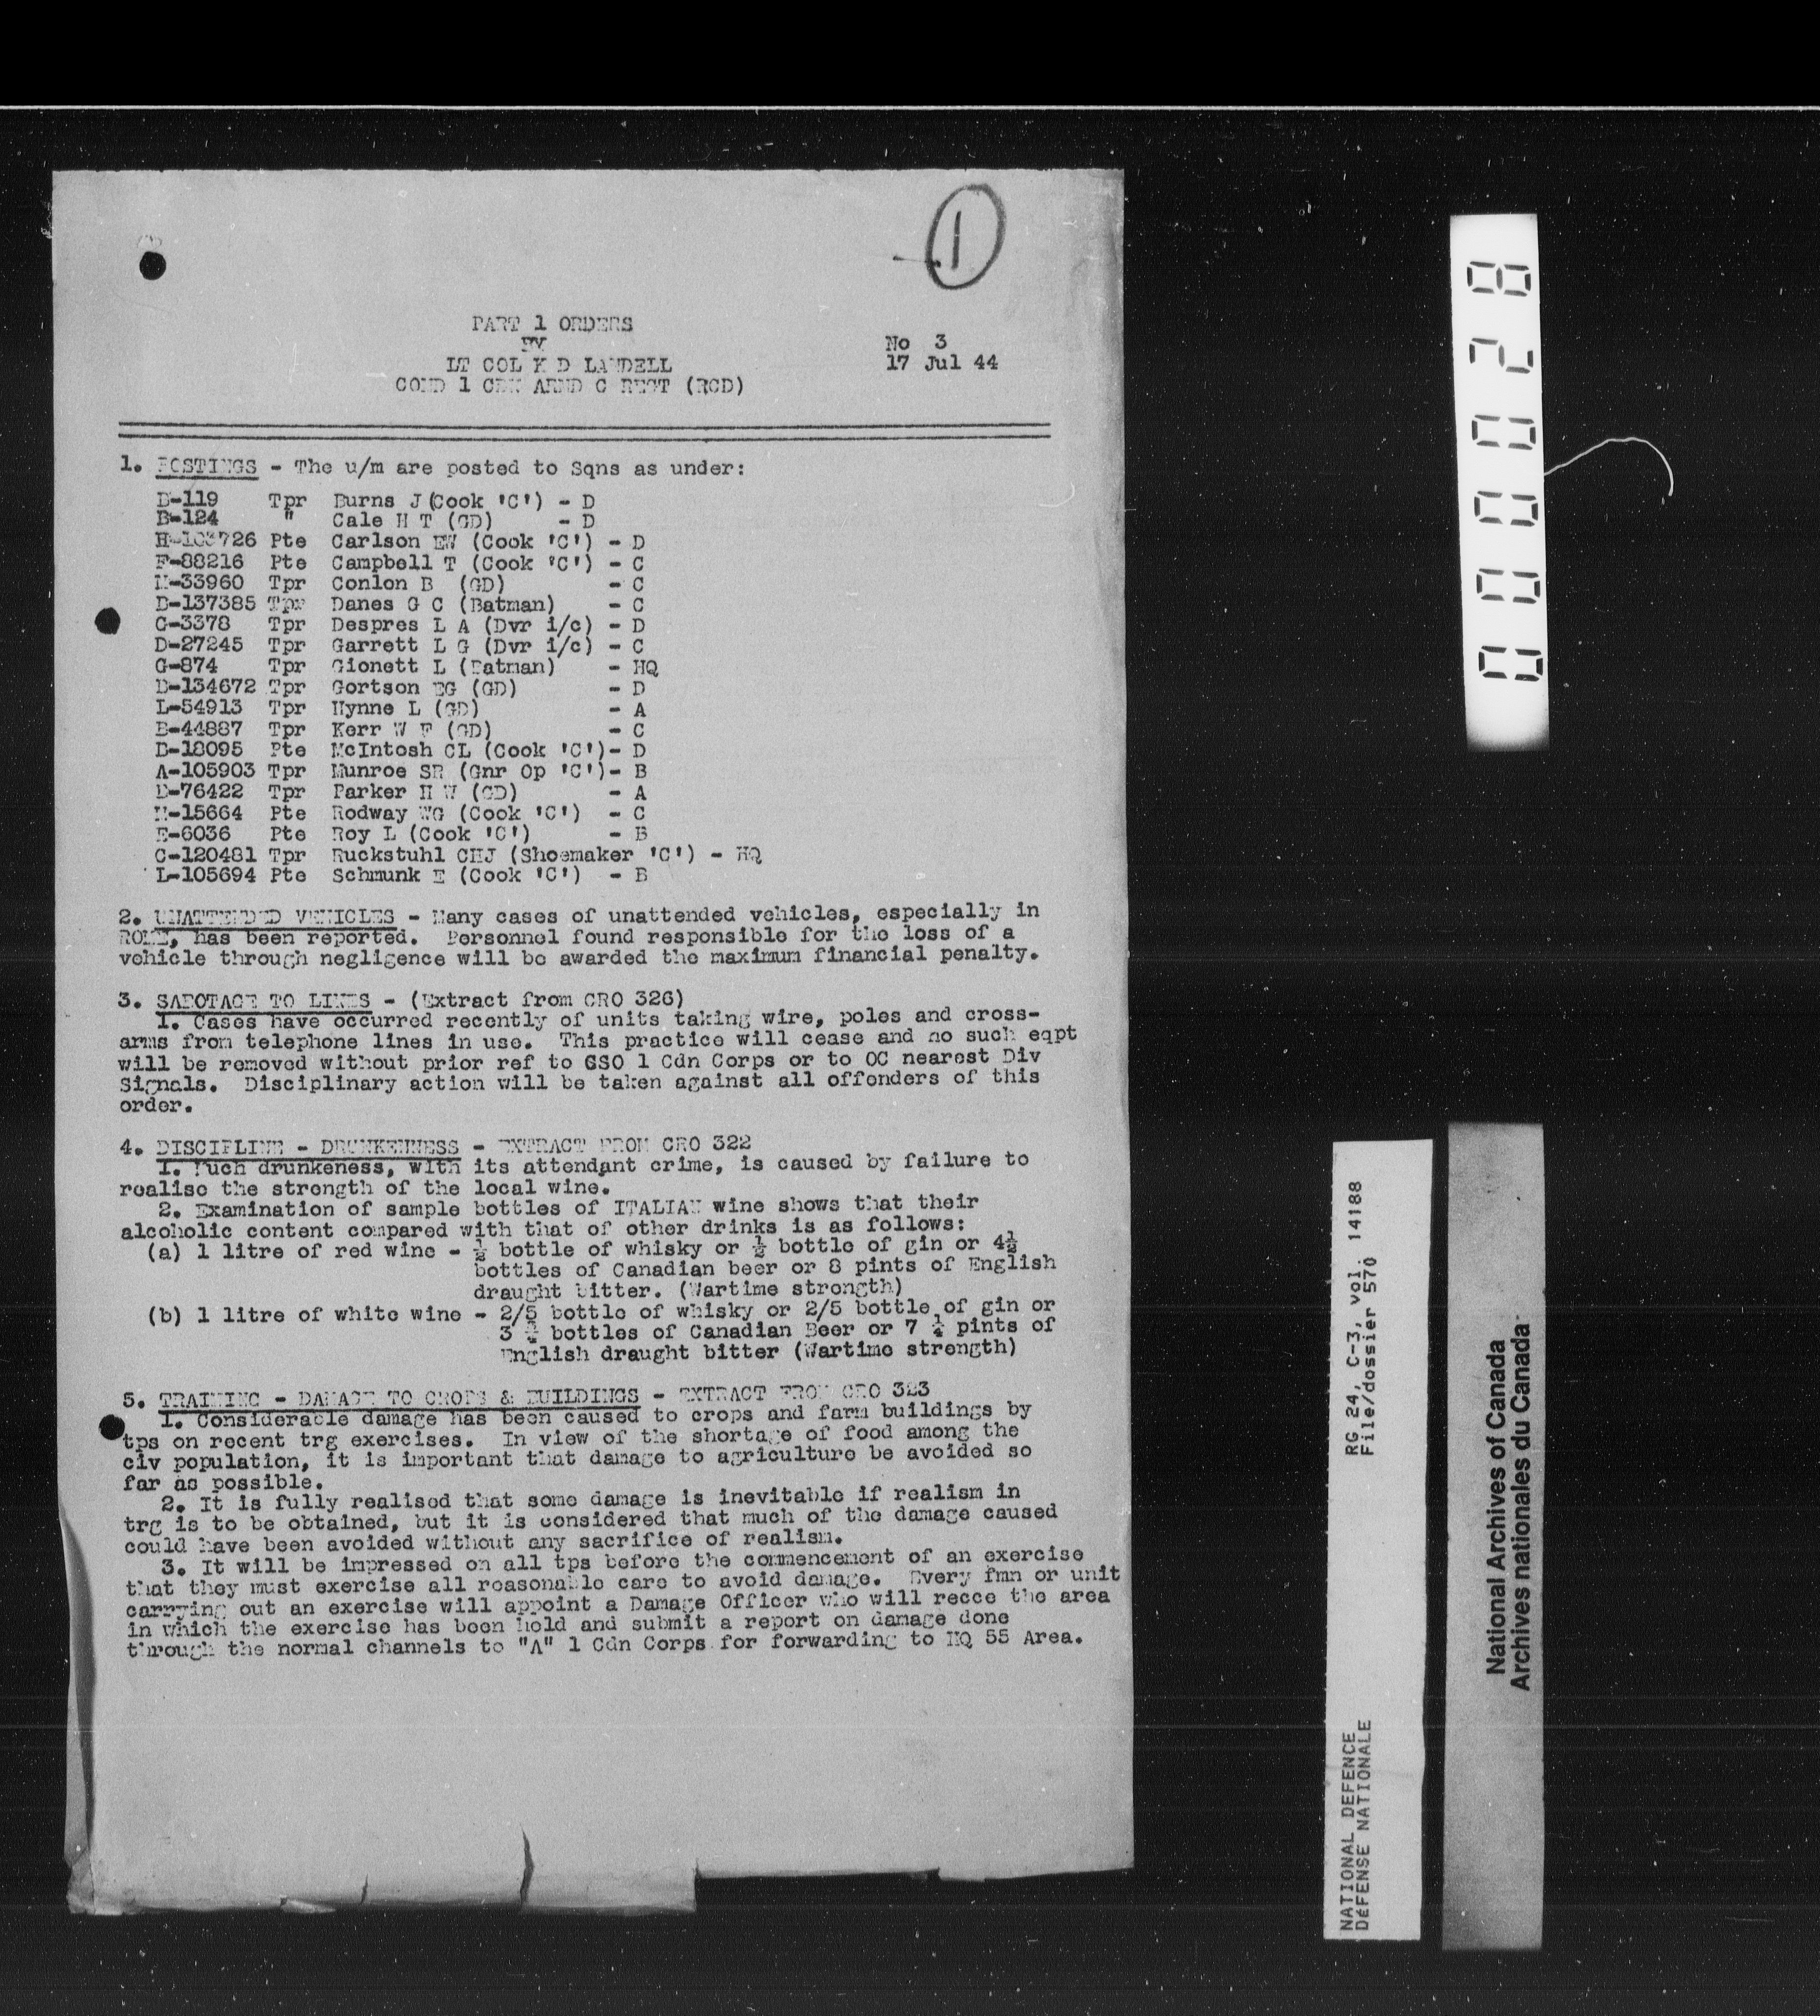 1
PART 1 ORDERS
BY
LT COL K D LANDELL
COMD 1 CDN ARMD C REGT (RCD)
No 3
17 Jul 44
1. POSTINGS - The u/m are posted to Sqns as under:
B-119 Tpr Burns J (Cook 'C') - D
B-124 " Cale H T (GD) - D
H-103726 Pte Carlson EW (Cook 'C') - D
F-88216 Pte Campbell T (Cook 'C') - C
-33960 Tpr Conlon B (GD) - C
D-137385 Tpr Danes G C (Batman) - C
G-3378 Tpr Despres L A (Dvr i/c) - D
D-27245 Tpr Garrett L G (Dvr i/c) - C
G-874 Tpr Gionett L (Batman) - HQ
B-134672 Tpr Gortson EG (GD) - D
L-54913 Tpr Hynne L (GD) - A
B-44887 Tpr Kerr W F (GD) - C
D-18095 Pte McIntosh CL (Cook 'C')- D
A-105903 Tpr Munroe SR (Gnr Op 'C')- B
-76422 Tpr Parker H W (GD) - A
-15664 Pte Rodway WG (Cook 'C') - C
E-6036 Pte Roy L (Cook 'C') - B
C-120481 Tpr Ruckstuhl CHJ (Shoemaker 'C') - HQ
L-105694 Pte Schmunk E (Cook 'C') - B
2. UNATTENDED VEHICLES - Many cases of unattended vehicles, especially in
ROME, has been reported. Personnel found responsible for the loss of a
vehicle through negligence will be awarded the maximum financial penalty.
3. SABOTAGE TO LINES - (Extract from CRO 326)
1. Cases have occurred recently of units taking wire, poles and cross-
arms from telephone lines in use. This practice will cease and no such eqpt
will be removed without prior ref to GSO 1 Cdn Corps or to OC nearest Div
Signals. Disciplinary action will be taken against all offenders of this
order.
4. DISCIPLINE - DRUNKENNESS - EXTRACT FROM CRO 322
1. Much drunkeness, with its attendant crime, is caused by failure to
realise the strength of the local wine.
2. Examination of sample bottles of ITALIAN wine shows that their
alcoholic content compared with that of other drinks is as follows:
(a) 1 litre of red wine - ½ bottle of whisky or ½ bottle of gin or 4½
bottles of Canadian beer or 8 pints of English
draught bitter. (Wartime strength)
(b) 1 litre of white wine - 2/5 bottle of whisky or 2/5 bottle of gin or
3 ¾ bottles of Canadian Beer or 7 ¼ pints of
English draught bitter (Wartime strength)
5. TRAINING - DAMAGE TO CROPS & BUILDINGS - EXTRACT FROM CRO 323
1. Considerable damage has been caused to crops and farm buildings by
tps on recent trg exercises. In view of the shortage of food among the
civ population, it is important that damage to agriculture be avoided so
far as possible.
2. It is fully realised that some damage is inevitable if realism in
trg is to be obtained, but it is considered that much of the damage caused
could have been avoided without any sacrifice of realism.
3. It will be impressed on all tps before the commencement of an exercise
that they must exercise all reasonable care to avoid damage. Every fmn or unit
carrying out an exercise will appoint a Damage Officer who will recce the area
in which the exercise has been held and submit a report on damage done
through the normal channels to "A" 1 Cdn Corps for forwarding to HQ 55 Area.
000028
NATIONAL DEFENCE
DÉFENSE NATIONALE
RG 24, C-3, vol. 14188
File/dossier 570
National Archives of Canada
Archives nationales du Canada